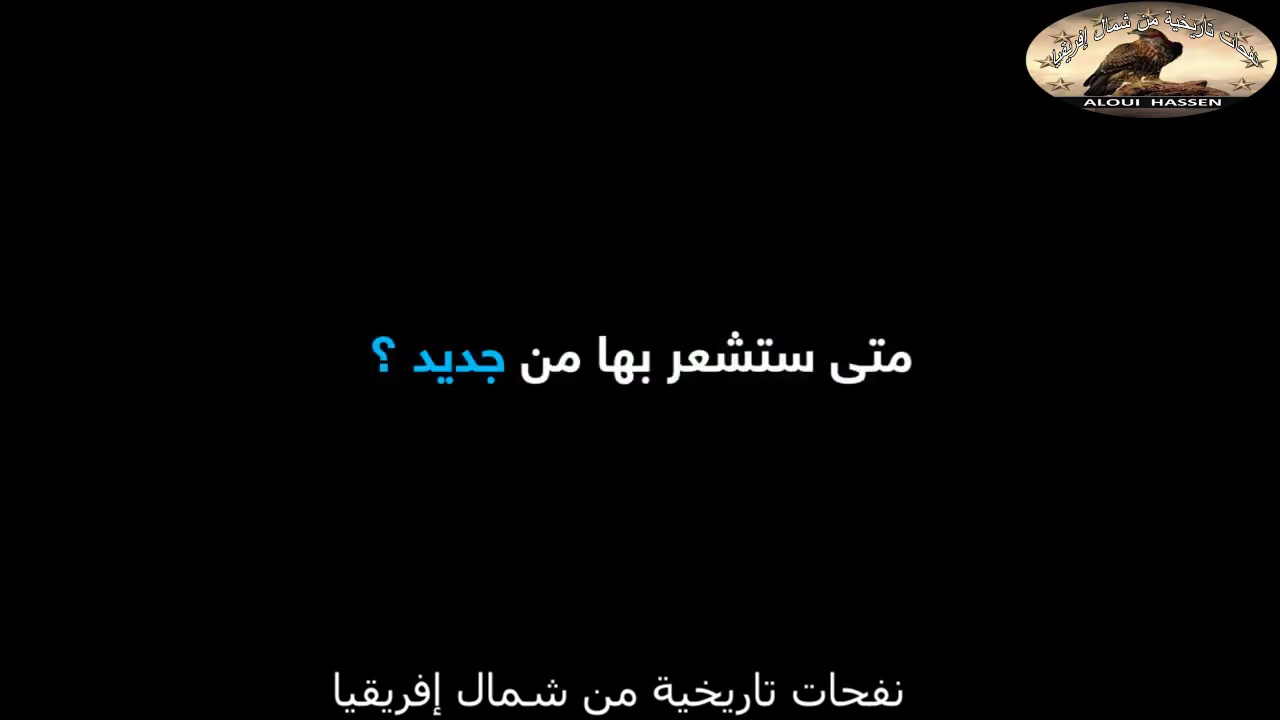 نفحات تاريخية من شمال إفريقيا
ALOUI HASSEN
متى ستشعر بها من جديد ؟
نفحات تاريخية من شمال إفريقيا